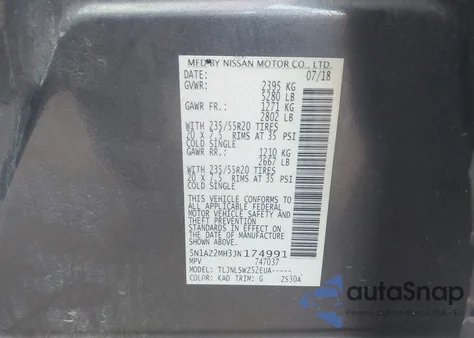 MFD BY NISSAN MOTOR CO., LTD.
DATE: 07/18
GVWR: 2395 KG
5280 LB
GAWR FR.: 1271 KG
2802 LB
WITH 235/55R20 TIRES
20 X 7.5 RIMS AT 35 PSI
COLD SINGLE
GAWR RR.: 1210 KG
2667 LB
WITH 235/55R20 TIRES
20 X 7.5 RIMS AT 35 PSI
COLD SINGLE
THIS VEHICLE CONFORMS TO
ALL APPLICABLE FEDERAL
MOTOR VEHICLE SAFETY AND
THEFT PREVENTION STANDARDS
IN EFFECT ON THE DATE OF
MANUFACTURE SHOWN ABOVE.
5N1AZ2MH3JN174991
MPV 747037
MODEL: TLJNLSWZ52EUA-----
COLOR: KAD TRIM: G 2S30A
autoSnap